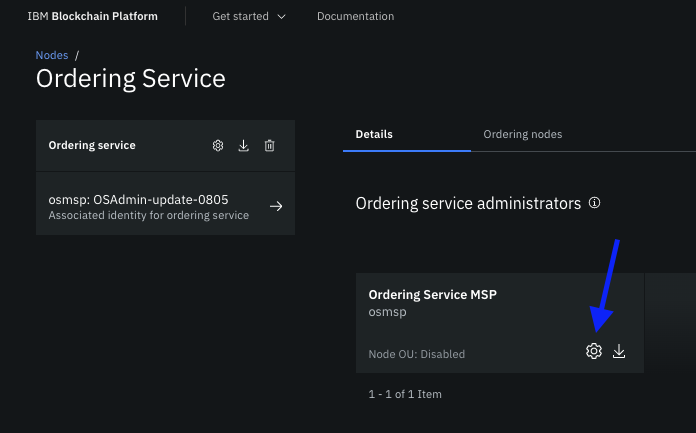 IBM Blockchain Platform
Get started
Documentation
Nodes /
Ordering Service
Ordering service
osmsp: OSAdmin-update-0805
Associated identity for ordering service
Details
Ordering nodes
Ordering service administrators
Ordering Service MSP
osmsp
Node OU: Disabled
1 - 1 of 1 Item